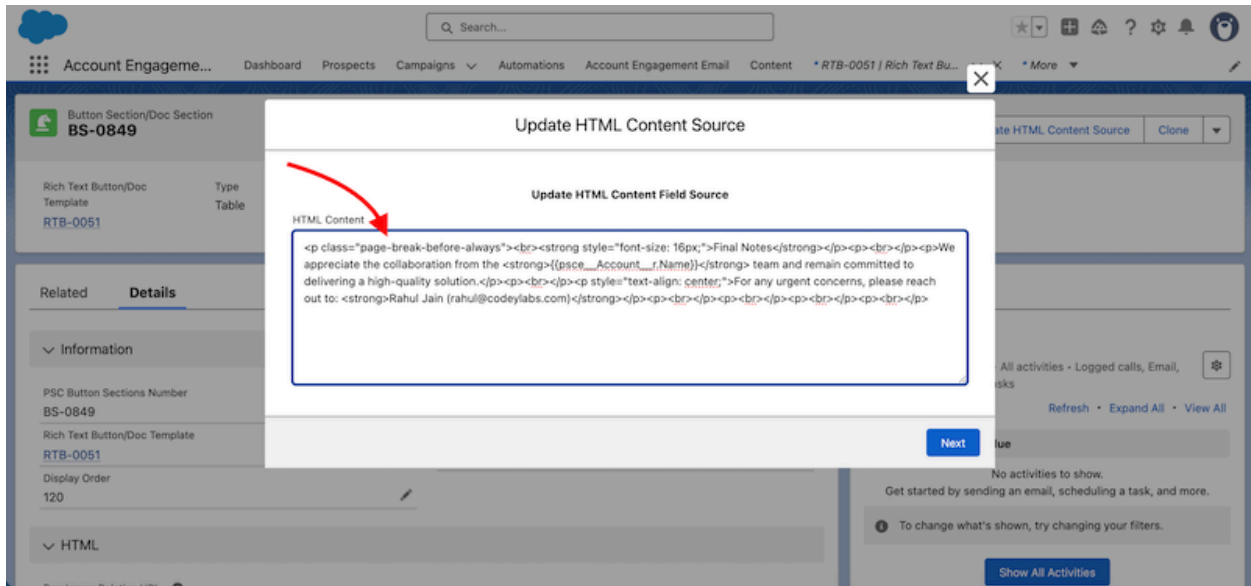 Search...
Account Engageme... Dashboard Prospects Campaigns Automations Account Engagement Email Content * RTB-0051 | Rich Text Bu... * More
Button Section/Doc Section
BS-0849
ate HTML Content Source Clone
Rich Text Button/Doc Template
RTB-0051
Type
Table
Update HTML Content Source
Update HTML Content Field Source
HTML Content
<p class="page-break-before-always"><br><strong style="font-size: 16px;">Final Notes</strong></p><p><br></p><p>We
appreciate the collaboration from the <strong>{{psce__Account__r.Name}}</strong> team and remain committed to
delivering a high-quality solution.</p><p><br></p><p style="text-align: center;">For any urgent concerns, please reach
out to: <strong>Rahul Jain (rahul@codeylabs.com)</strong></p><p><br></p><p><br></p><p><br></p><p><br></p>
Next
Related Details
Information
PSC Button Sections Number
BS-0849
Rich Text Button/Doc Template
RTB-0051
Display Order
120
HTML
All activities • Logged calls, Email,
sks
Refresh • Expand All • View All
lue
No activities to show.
Get started by sending an email, scheduling a task, and more.
To change what's shown, try changing your filters.
Show All Activities